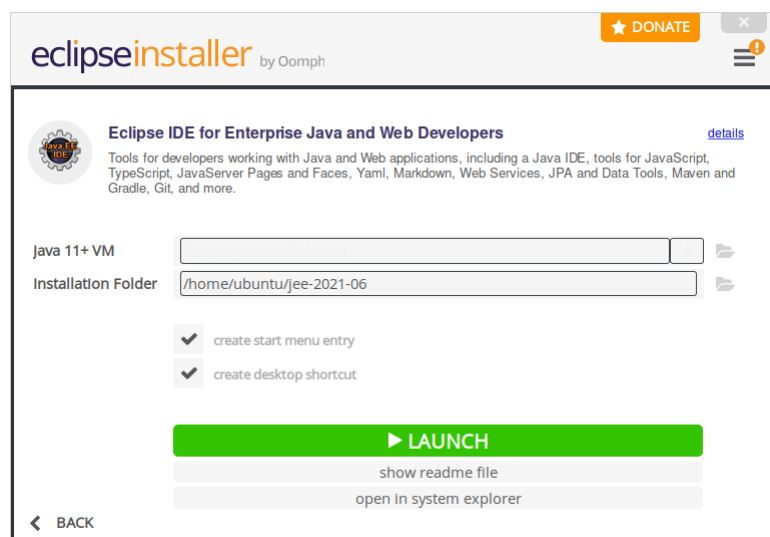 DONATE
eclipseinstaller by Oomph
Java EE
IDE
Eclipse IDE for Enterprise Java and Web Developers
details
Tools for developers working with Java and Web applications, including a Java IDE, tools for JavaScript,
TypeScript, JavaServer Pages and Faces, Yaml, Markdown, Web Services, JPA and Data Tools, Maven and
Gradle, Git, and more.
Java 11+ VM
Installation Folder /home/ubuntu/jee-2021-06
create start menu entry
create desktop shortcut
LAUNCH
show readme file
open in system explorer
BACK